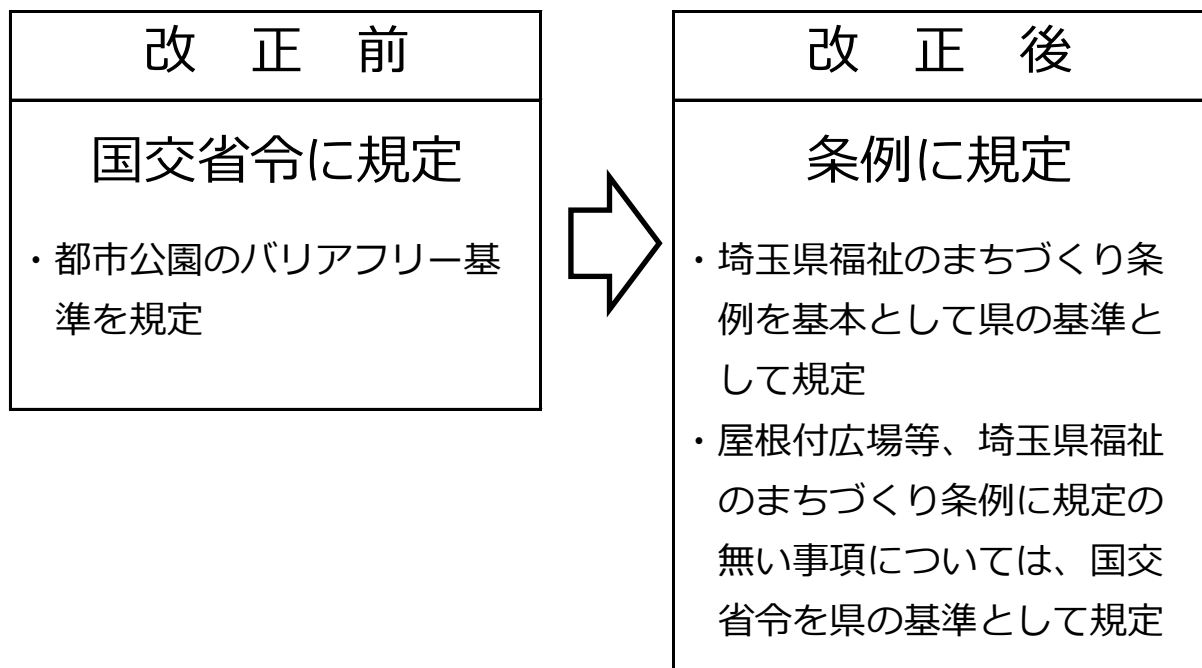 改正前
国交省令に規定
・都市公園のバリアフリー基
準を規定
改正後
条例に規定
・埼玉県福祉のまちづくり条
例を基本として県の基準と
して規定
・屋根付広場等、埼玉県福祉
のまちづくり条例に規定の
無い事項については、国交
省令を県の基準として規定